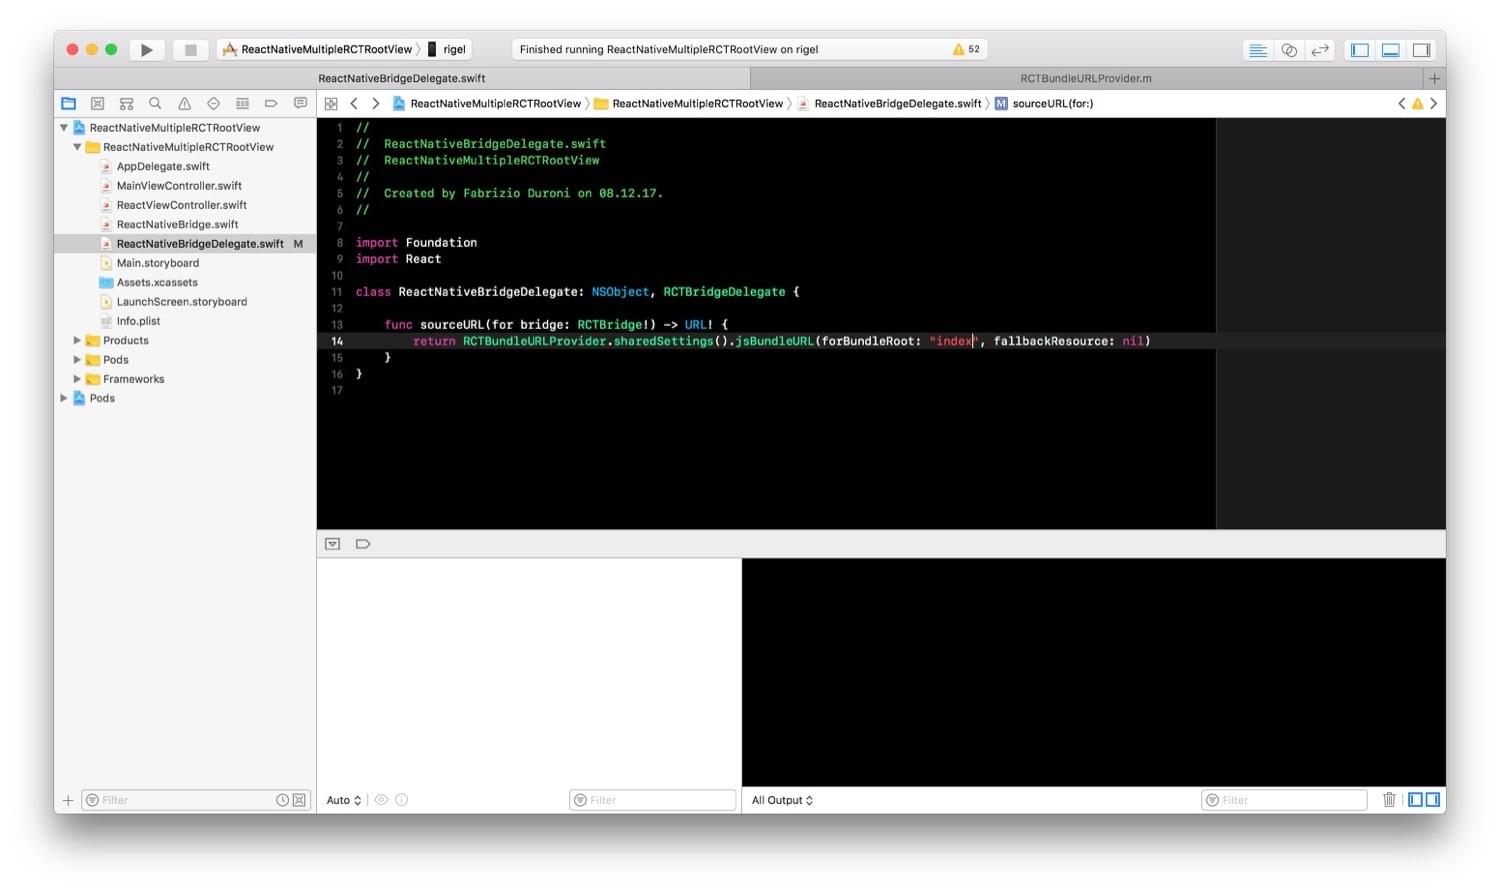 ReactNativeMultipleRCTRootView rigel
Finished running ReactNativeMultipleRCTRootView on rigel 52
ReactNativeBridgeDelegate.swift RCTBundleURLProvider.m
ReactNativeMultipleRCTRootView ReactNativeMultipleRCTRootView ReactNativeBridgeDelegate.swift M sourceURL(for:)
ReactNativeMultipleRCTRootView
ReactNativeMultipleRCTRootView
AppDelegate.swift
MainViewController.swift
ReactViewController.swift
ReactNativeBridge.swift
ReactNativeBridgeDelegate.swift M
Main.storyboard
Assets.xcassets
LaunchScreen.storyboard
Info.plist
Products
Pods
Frameworks
Pods
1 //
2 // ReactNativeBridgeDelegate.swift
3 // ReactNativeMultipleRCTRootView
4 //
5 // Created by Fabrizio Duroni on 08.12.17.
6 //
7
8 import Foundation
9 import React
10
11 class ReactNativeBridgeDelegate: NSObject, RCTBridgeDelegate {
12
13 func sourceURL(for bridge: RCTBridge!) -> URL! {
14 return RCTBundleURLProvider.sharedSettings().jsBundleURL(forBundleRoot: "index", fallbackResource: nil)
15 }
16 }
17
Filter
Auto
Filter
All Output
Filter